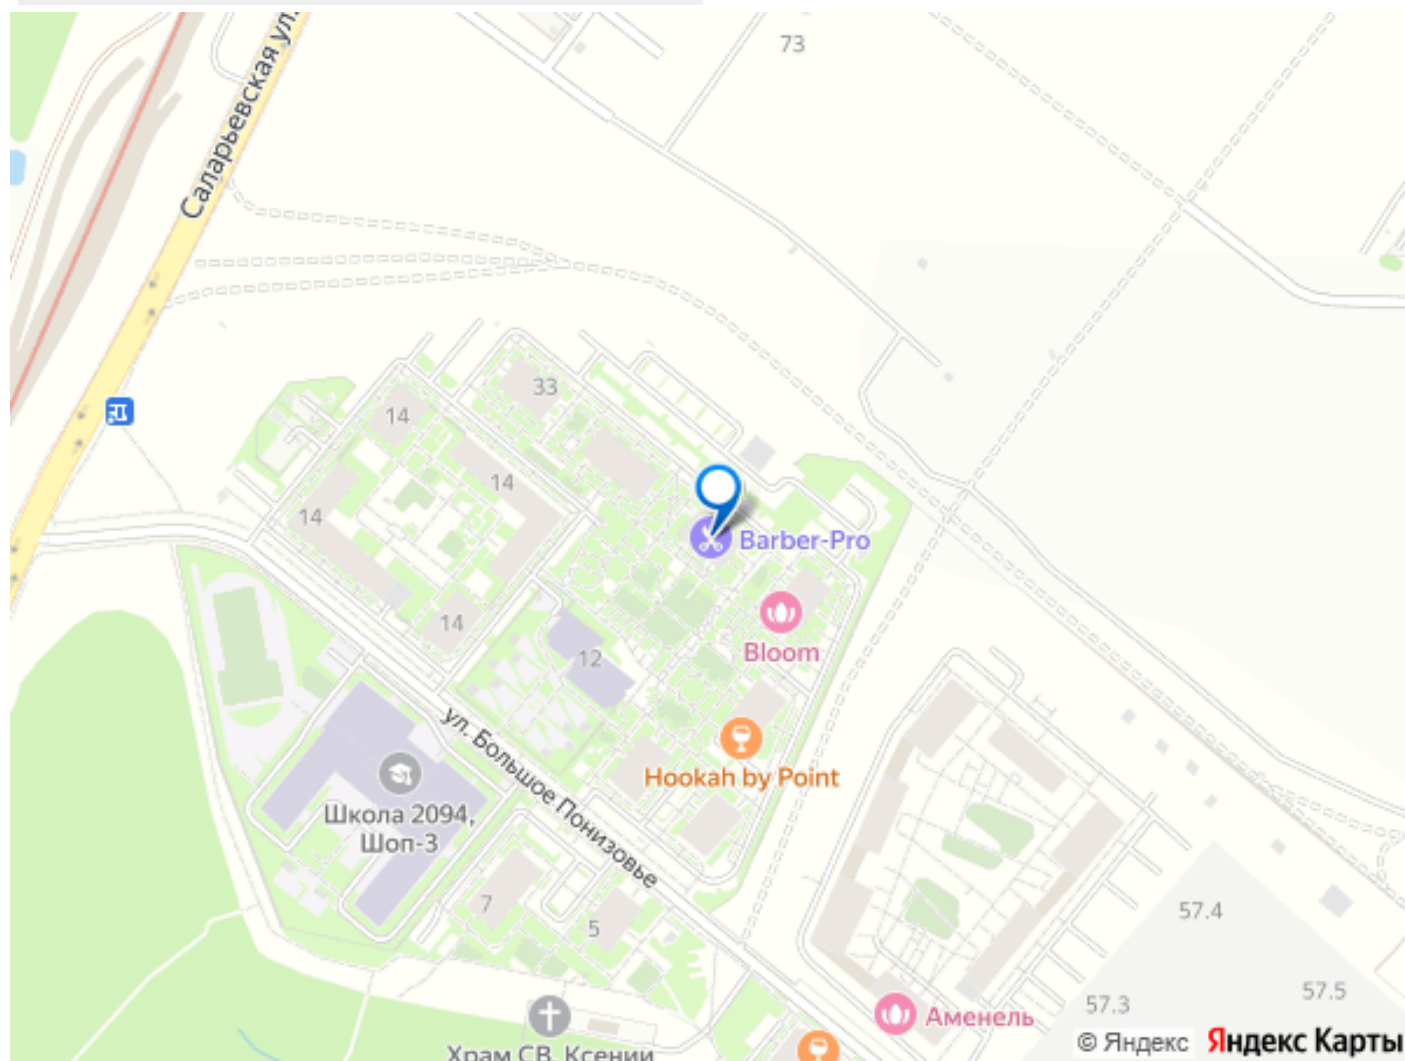 73
Саларьевская ул.
33
14
14
14
Barber-Pro
14
12
Bloom
ул. Большое Понизовье
Hookah by Point
Школа 2094,
Шоп-3
7
5
57.4
57.5
57.3
Аменель
Храм СВ. Ксении
© Яндекс Яндекс Карты